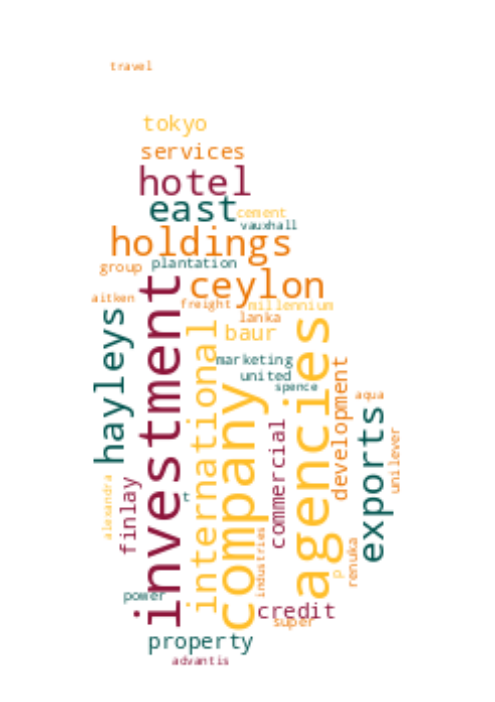 travel
tokyo
services
hotel
east
cement
vauxhall
holdings
plantation
group
ceylon
aitken
freight
millennium
lanka
baur
hayleys
investment
international
marketing
united
spence
company
agencies
development
aqua
exports
unilever
commercial
finlay
alexandra
t
industries
p
renuka
power
credit
super
property
advantis